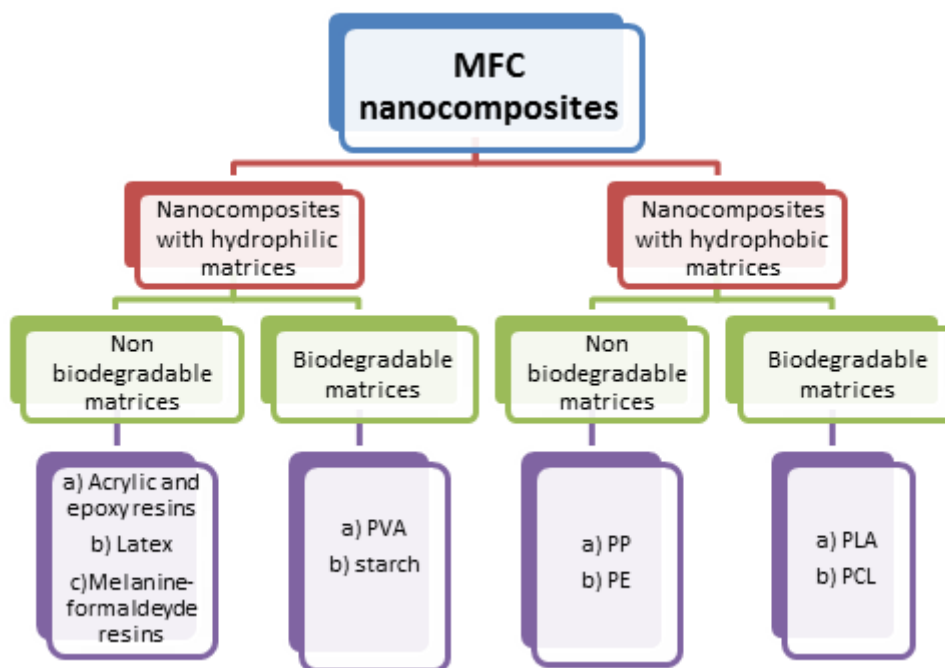 MFC
nanocomposites
Nanocomposites
with hydrophilic
matrices
Nanocomposites
with hydrophobic
matrices
Non
biodegradable
matrices
Biodegradable
matrices
Non
biodegradable
matrices
Biodegradable
matrices
a) Acrylic and
epoxy resins
b) Latex
c)Melanine-
formaldeyde
resins
a) PVA
b) starch
a) PP
b) PE
a) PLA
b) PCL